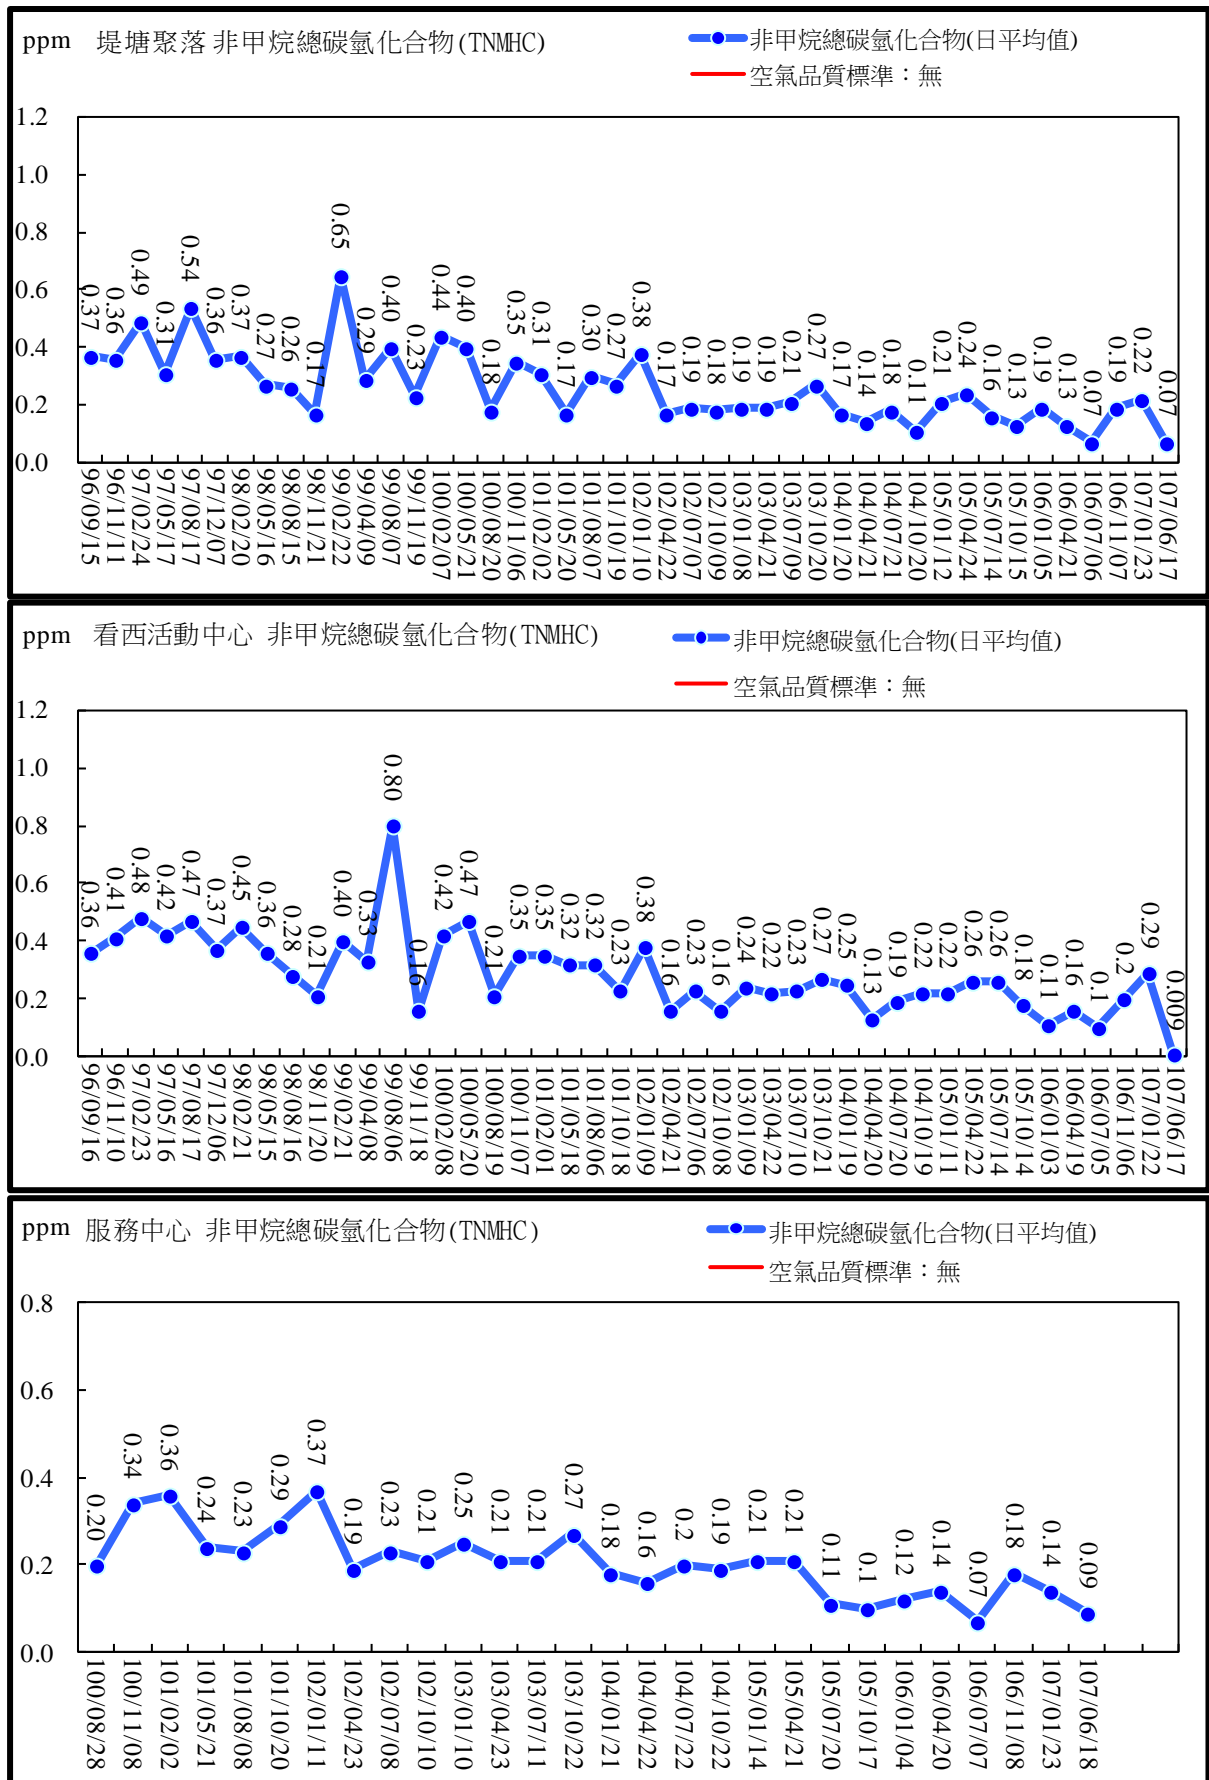 ppm 堤塘聚落 非甲烷總碳氫化合物(TNMHC)
非甲烷總碳氫化合物(日平均值)
空氣品質標準：無
1.2
1.0
0.8
0.6
0.4
0.2
0.0
0.37 0.36 0.49 0.31 0.54 0.36 0.37 0.27 0.26 0.17 0.65 0.29 0.40 0.23 0.44 0.40 0.18 0.35 0.31 0.17 0.30 0.27 0.38 0.17 0.19 0.18 0.19 0.19 0.21 0.27 0.17 0.14 0.18 0.11 0.21 0.24 0.16 0.13 0.19 0.13 0.07 0.19 0.22 0.07
96/09/15 96/11/11 97/02/24 97/05/17 97/08/17 97/12/07 98/02/20 98/05/16 98/08/15 98/11/21 99/02/22 99/04/09 99/08/07 99/11/19 100/02/07 100/05/21 100/08/20 100/11/06 101/02/02 101/05/20 101/08/07 101/10/19 102/01/10 102/04/22 102/07/07 102/10/09 103/01/08 103/04/21 103/07/09 103/10/20 104/01/20 104/04/21 104/07/21 104/10/20 105/01/12 105/04/24 105/07/14 105/10/15 106/01/05 106/04/21 106/07/06 106/11/07 107/01/23 107/06/17
ppm 看西活動中心 非甲烷總碳氫化合物(TNMHC)
非甲烷總碳氫化合物(日平均值)
空氣品質標準：無
1.2
1.0
0.8
0.6
0.4
0.2
0.0
0.36 0.41 0.48 0.42 0.47 0.37 0.45 0.36 0.28 0.21 0.40 0.33 0.80 0.16 0.42 0.47 0.21 0.35 0.35 0.32 0.32 0.23 0.38 0.16 0.23 0.16 0.24 0.22 0.23 0.27 0.25 0.13 0.19 0.22 0.22 0.26 0.26 0.18 0.11 0.16 0.1 0.2 0.29 0.009
96/09/16 96/11/10 97/02/23 97/05/16 97/08/17 97/12/06 98/02/21 98/05/15 98/08/16 98/11/20 99/02/21 99/04/08 99/08/06 99/11/18 100/02/08 100/05/20 100/08/19 100/11/07 101/02/01 101/05/18 101/08/06 101/10/18 102/01/09 102/04/21 102/07/06 102/10/08 103/01/09 103/04/22 103/07/10 103/10/21 104/01/19 104/04/20 104/07/20 104/10/19 105/01/11 105/04/22 105/07/14 105/10/14 106/01/03 106/04/19 106/07/05 106/11/06 107/01/22 107/06/17
ppm 服務中心 非甲烷總碳氫化合物(TNMHC)
非甲烷總碳氫化合物(日平均值)
空氣品質標準：無
0.8
0.6
0.4
0.2
0.0
0.20 0.34 0.36 0.24 0.23 0.29 0.37 0.19 0.23 0.21 0.25 0.21 0.21 0.27 0.18 0.16 0.2 0.19 0.21 0.21 0.11 0.1 0.12 0.14 0.07 0.18 0.14 0.09
100/08/28 100/11/08 101/02/02 101/05/21 101/08/08 101/10/20 102/01/11 102/04/23 102/07/08 102/10/10 103/01/10 103/04/23 103/07/11 103/10/22 104/01/21 104/04/22 104/07/22 104/10/22 105/01/14 105/04/21 105/07/20 105/10/17 106/01/04 106/04/20 106/07/07 106/11/08 107/01/23 107/06/18